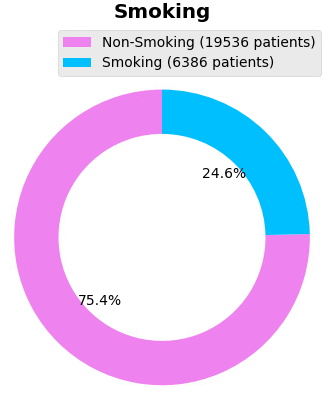 Smoking
Non-Smoking (19536 patients)
Smoking (6386 patients)
24.6%
75.4%